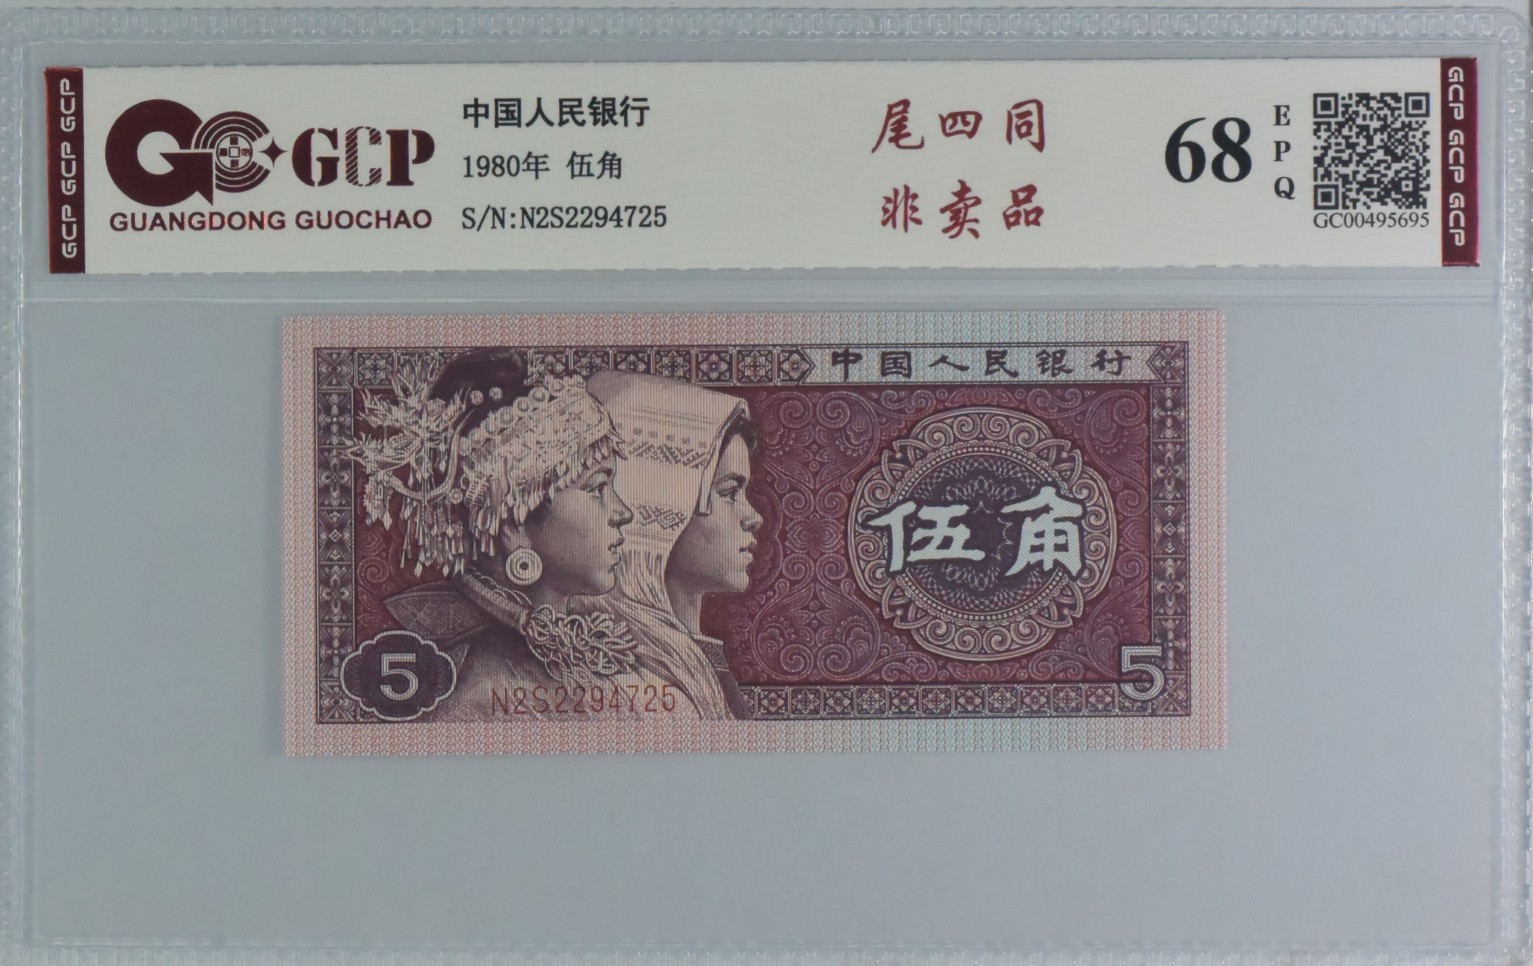 GCP GCP GCP
GCP
GUANGDONG GUOCHAO
中国人民银行
1980年 伍角
S/N:N2S2294725
尾四同
非卖品
68
EPQ
GC00495695
GCP GCP GCP
中国人民银行
伍角
5
N2S2294725
5